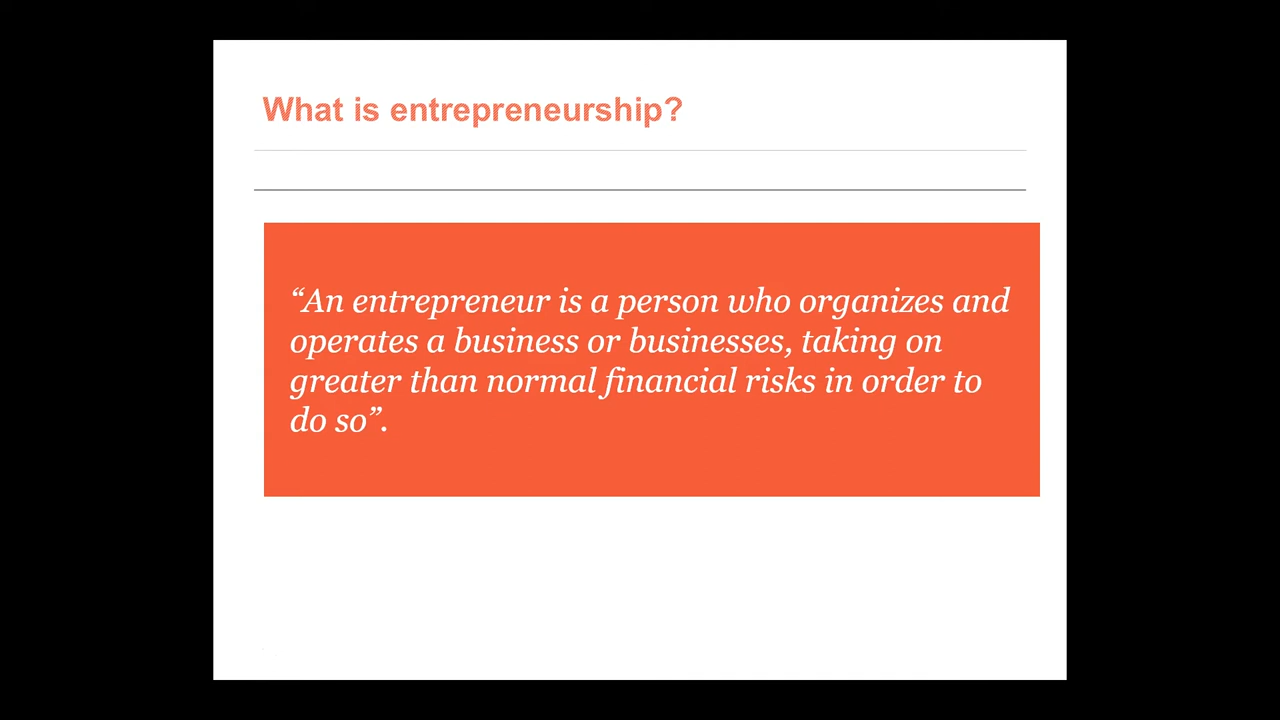 What is entrepreneurship?
“An entrepreneur is a person who organizes and
operates a business or businesses, taking on
greater than normal financial risks in order to
do so”.